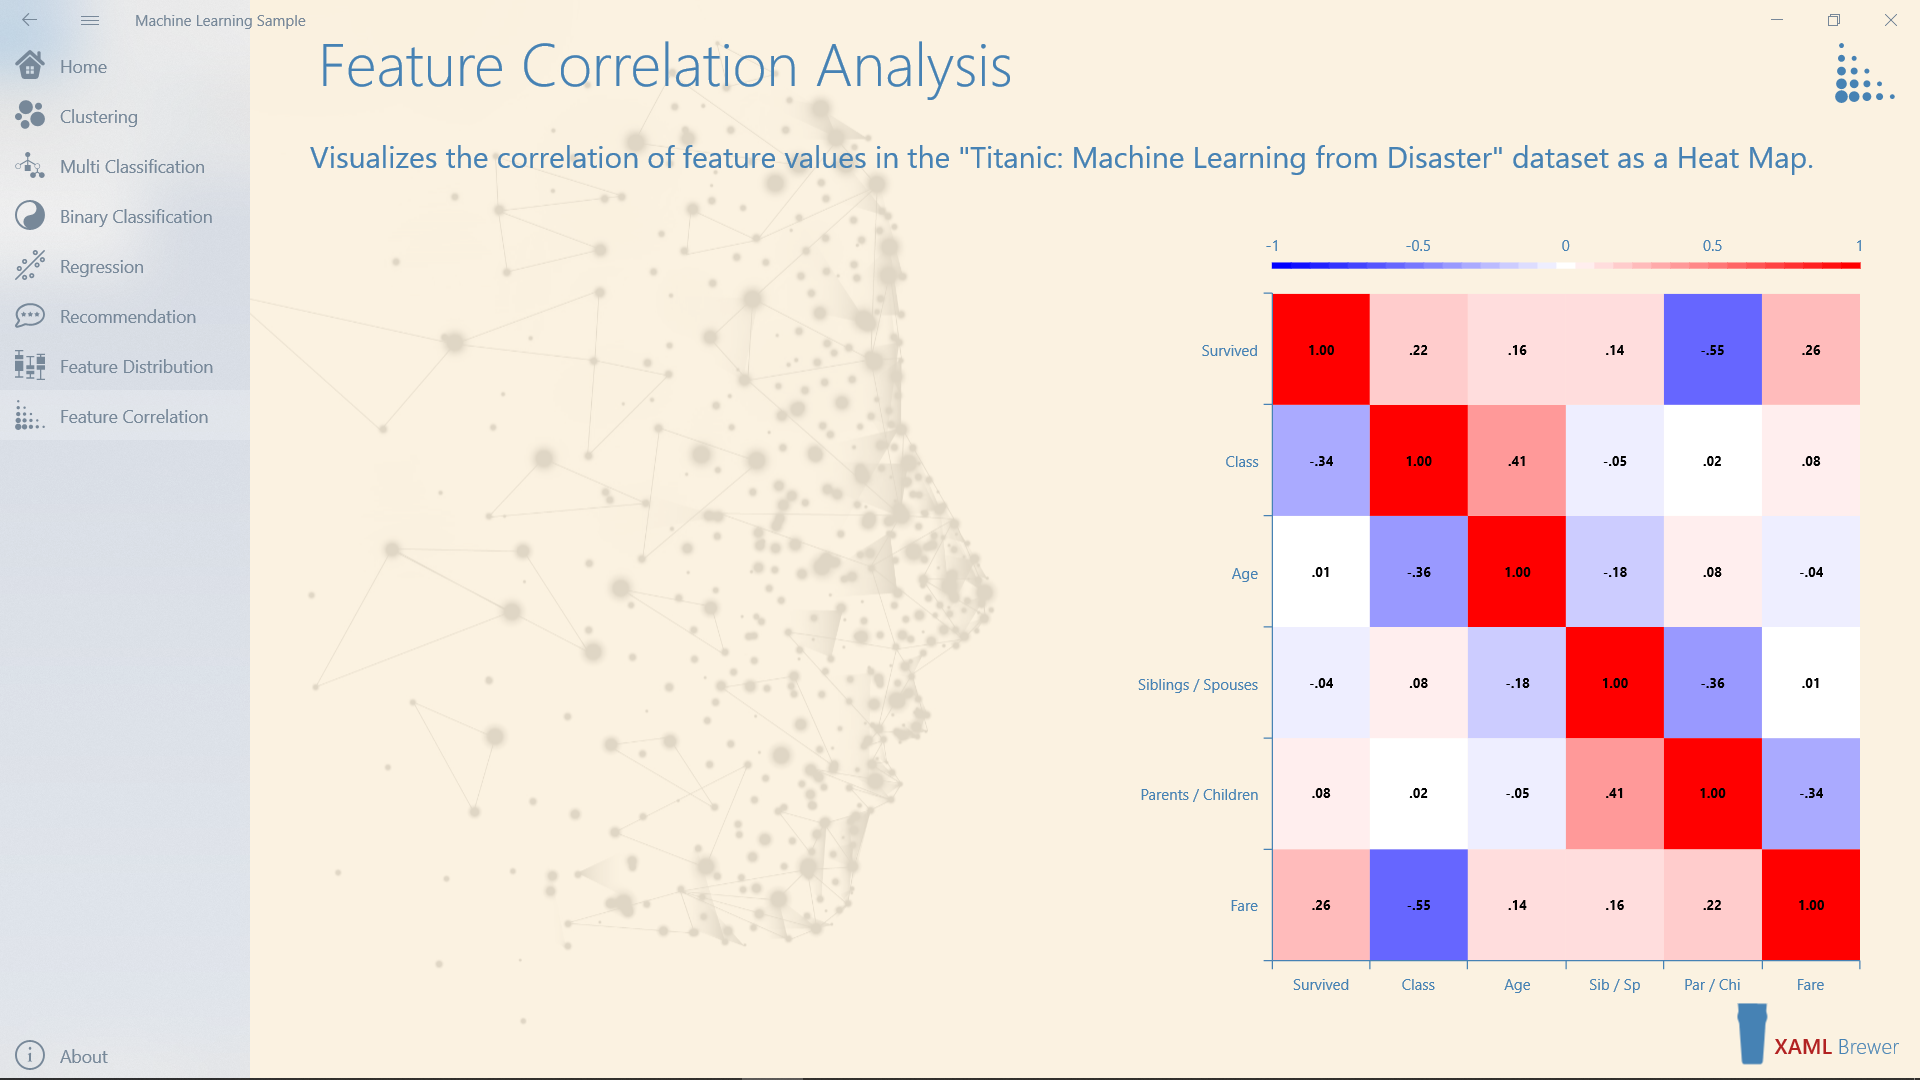 Machine Learning Sample
Home
Clustering
Multi Classification
Binary Classification
Regression
Recommendation
Feature Distribution
Feature Correlation
About
Feature Correlation Analysis
Visualizes the correlation of feature values in the "Titanic: Machine Learning from Disaster" dataset as a Heat Map.
-1 -0.5 0 0.5 1
Survived 1.00 .22 .16 .14 -.55 .26
Class -.34 1.00 .41 -.05 .02 .08
Age .01 -.36 1.00 -.18 .08 -.04
Siblings / Spouses -.04 .08 -.18 1.00 -.36 .01
Parents / Children .08 .02 -.05 .41 1.00 -.34
Fare .26 -.55 .14 .16 .22 1.00
Survived Class Age Sib / Sp Par / Chi Fare
XAML Brewer